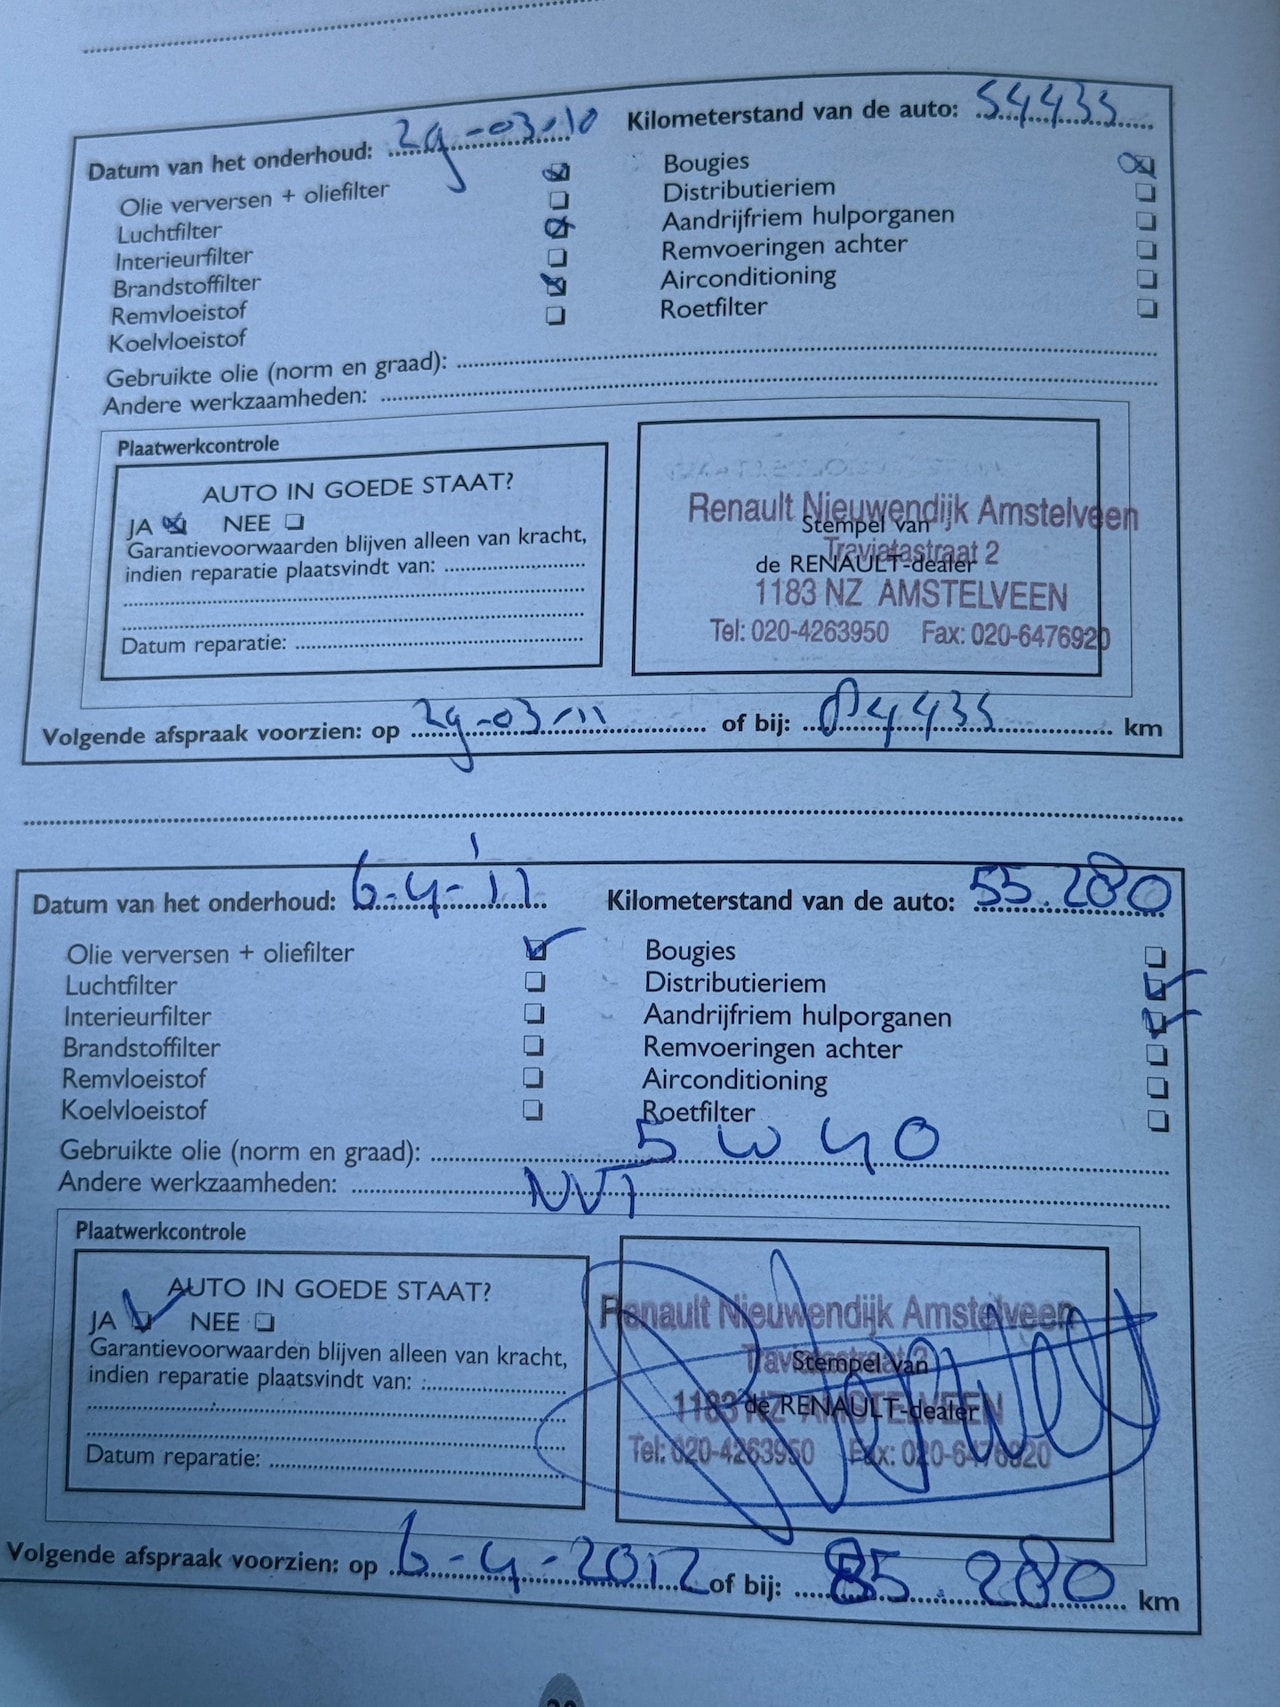 Datum van het onderhoud: 29-03-10 Kilometerstand van de auto: 54435
Olie verversen + oliefilter Bougies
Luchtfilter Distributieriem
Interieurfilter Aandrijfriem hulporganen
Brandstoffilter Remvoeringen achter
Remvloeistof Airconditioning
Koelvloeistof Roetfilter
Gebruikte olie (norm en graad):
Andere werkzaamheden:
Plaatwerkcontrole
AUTO IN GOEDE STAAT?
JA NEE
Garantievoorwaarden blijven alleen van kracht,
indien reparatie plaatsvindt van:
Datum reparatie:
Renault Nieuwendijk Amstelveen
Stempel van
Traviatastraat 2
de RENAULT-dealer
1183 NZ AMSTELVEEN
Tel: 020-4263950 Fax: 020-6476920
Volgende afspraak voorzien: op 29-03-11 of bij: 84435 km
Datum van het onderhoud: 6-4-'11 Kilometerstand van de auto: 55.280
Olie verversen + oliefilter Bougies
Luchtfilter Distributieriem
Interieurfilter Aandrijfriem hulporganen
Brandstoffilter Remvoeringen achter
Remvloeistof Airconditioning
Koelvloeistof Roetfilter
Gebruikte olie (norm en graad): 5 W 40
Andere werkzaamheden: NVT
Plaatwerkcontrole
AUTO IN GOEDE STAAT?
JA NEE
Garantievoorwaarden blijven alleen van kracht,
indien reparatie plaatsvindt van:
Datum reparatie:
Renault Nieuwendijk Amstelveen
Traviatastraat 2
Stempel van
1183 NZ AMSTELVEEN
de RENAULT-dealer
Tel: 020-4263950 Fax: 020-6476920
Volgende afspraak voorzien: op 6-4-2012 of bij: 85.280 km